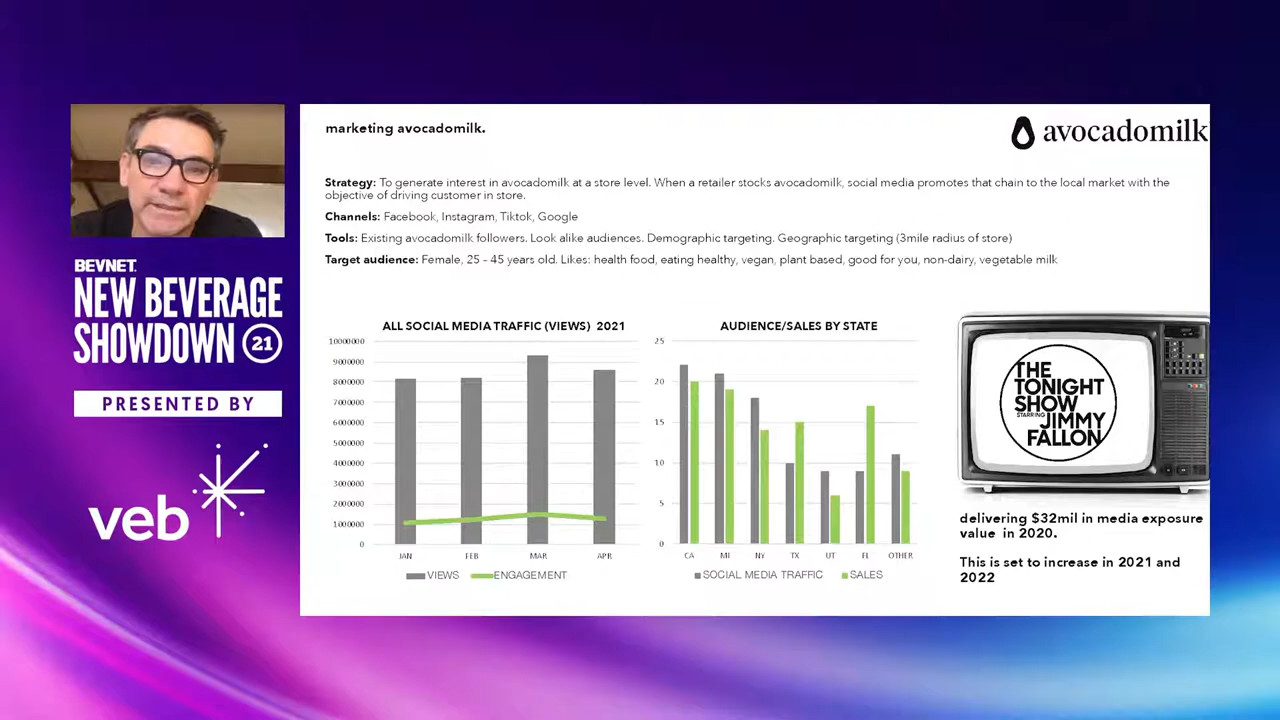 marketing avocadomilk.
avocadomilk
Strategy: To generate interest in avocadomilk at a store level. When a retailer stocks avocadomilk, social media promotes that chain to the local market with the
objective of driving customer in store.
Channels: Facebook, Instagram, Tiktok, Google
Tools: Existing avocadomilk followers. Look alike audiences. Demographic targeting. Geographic targeting (3mile radius of store)
Target audience: Female, 25 – 45 years old. Likes: health food, eating healthy, vegan, plant based, good for you, non-dairy, vegetable milk
BEVNET.
NEW BEVERAGE
SHOWDOWN 21
PRESENTED BY
veb
ALL SOCIAL MEDIA TRAFFIC (VIEWS) 2021
10000000
9000000
8000000
7000000
6000000
5000000
4000000
3000000
2000000
1000000
0
JAN FEB MAR APR
VIEWS ENGAGEMENT
AUDIENCE/SALES BY STATE
25
20
15
10
5
0
CA MI NY TX UT FL OTHER
SOCIAL MEDIA TRAFFIC SALES
THE
TONIGHT
SHOW
STARRING JIMMY
FALLON
delivering $32mil in media exposure
value in 2020.
This is set to increase in 2021 and
2022